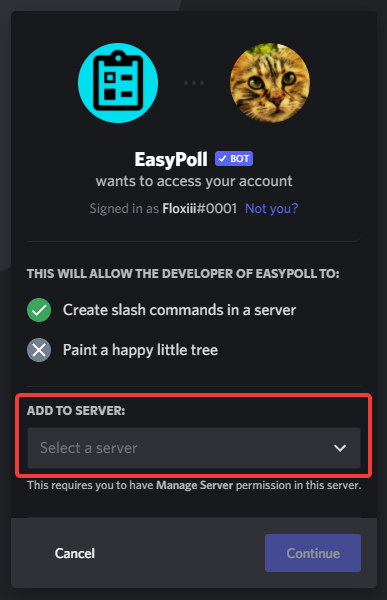 EasyPoll BOT
wants to access your account
Signed in as Floxiii#0001 Not you?
THIS WILL ALLOW THE DEVELOPER OF EASYPOLL TO:
Create slash commands in a server
Paint a happy little tree
ADD TO SERVER:
Select a server
This requires you to have Manage Server permission in this server.
Cancel Continue